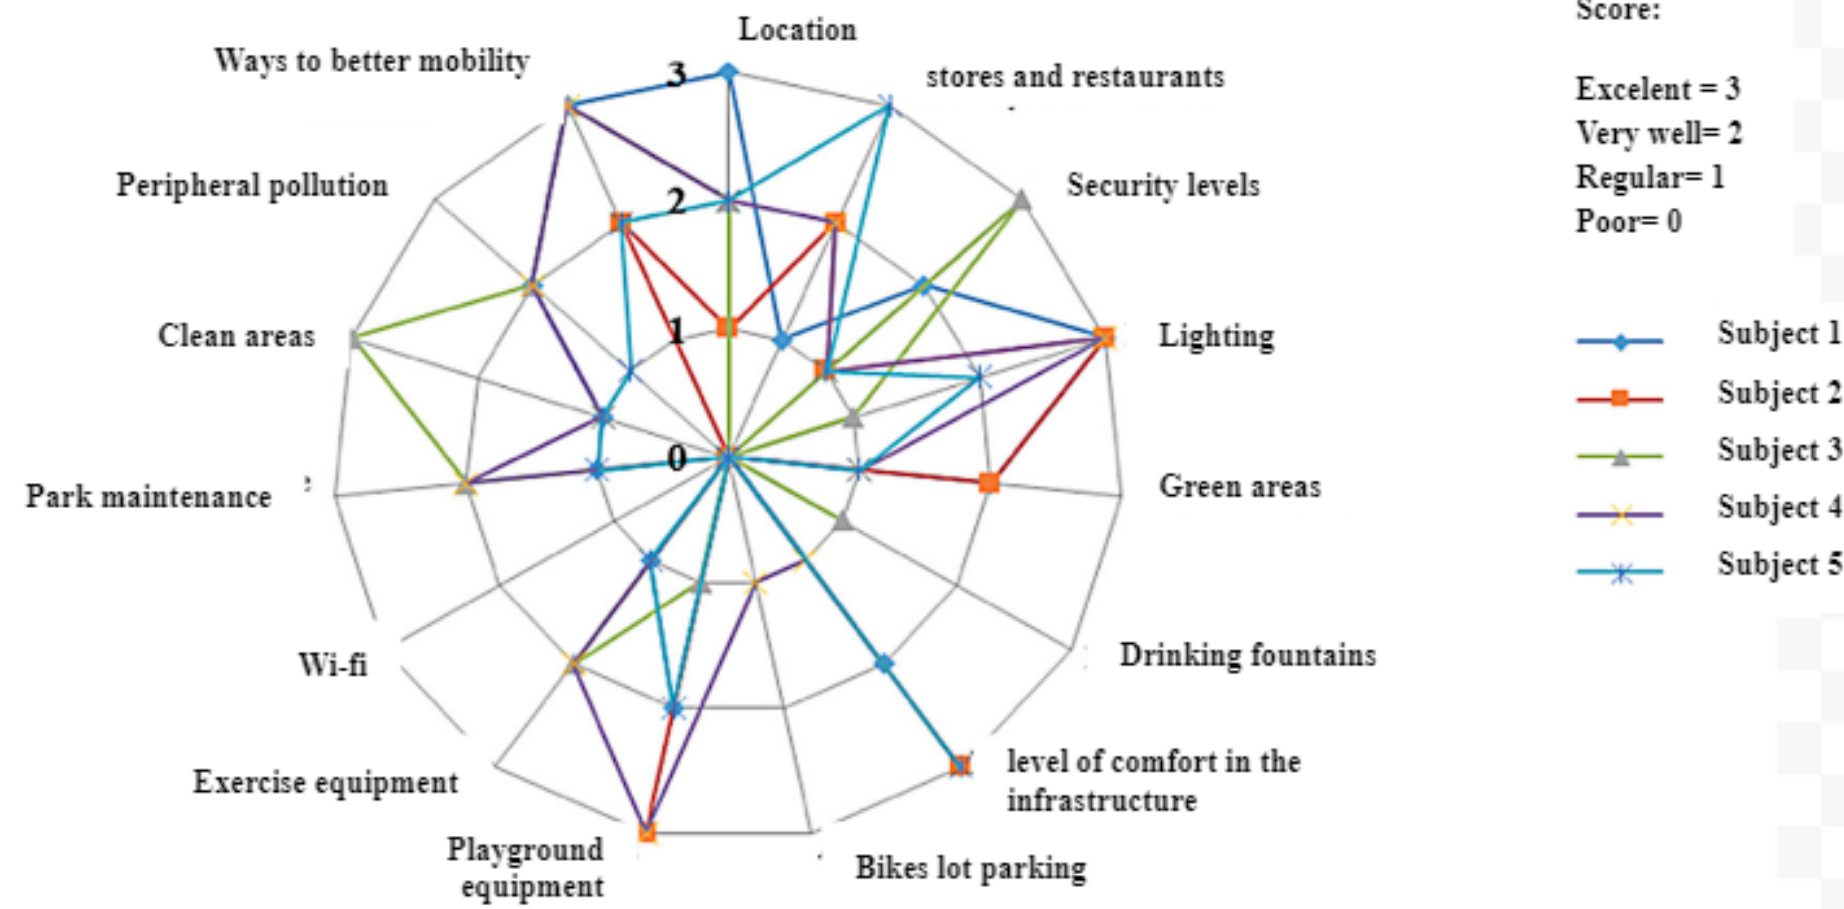 Location
stores and restaurants
Security levels
Lighting
Green areas
Drinking fountains
level of comfort in the
infrastructure
Bikes lot parking
Playground
equipment
Exercise equipment
Wi-fi
Park maintenance
Clean areas
Peripheral pollution
Ways to better mobility
3
2
1
0
Score:
Excelent = 3
Very well= 2
Regular= 1
Poor= 0
Subject 1
Subject 2
Subject 3
Subject 4
Subject 5